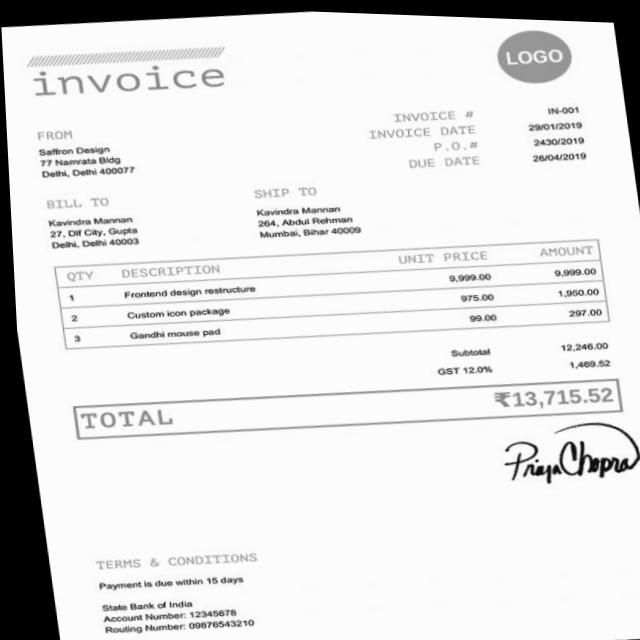 invoice
LOGO
FROM
Saffron Design
77 Namrata Bldg
Delhi, Delhi 400077
INVOICE # IN-001
INVOICE DATE 29/01/2019
P.O.# 2430/2019
DUE DATE 26/04/2019
BILL TO
Kavindra Mannan
27, Dlf City, Gupta
Delhi, Delhi 40003
SHIP TO
Kavindra Mannan
264, Abdul Rehman
Mumbai, Bihar 40009
QTY DESCRIPTION UNIT PRICE AMOUNT
1 Frontend design restructure 9,999.00 9,999.00
2 Custom icon package 975.00 1,950.00
3 Gandhi mouse pad 99.00 297.00
Subtotal 12,246.00
GST 12.0% 1,469.52
TOTAL ₹13,715.52
Priya Chopra
TERMS & CONDITIONS
Payment is due within 15 days
State Bank of India
Account Number: 12345678
Routing Number: 09876543210